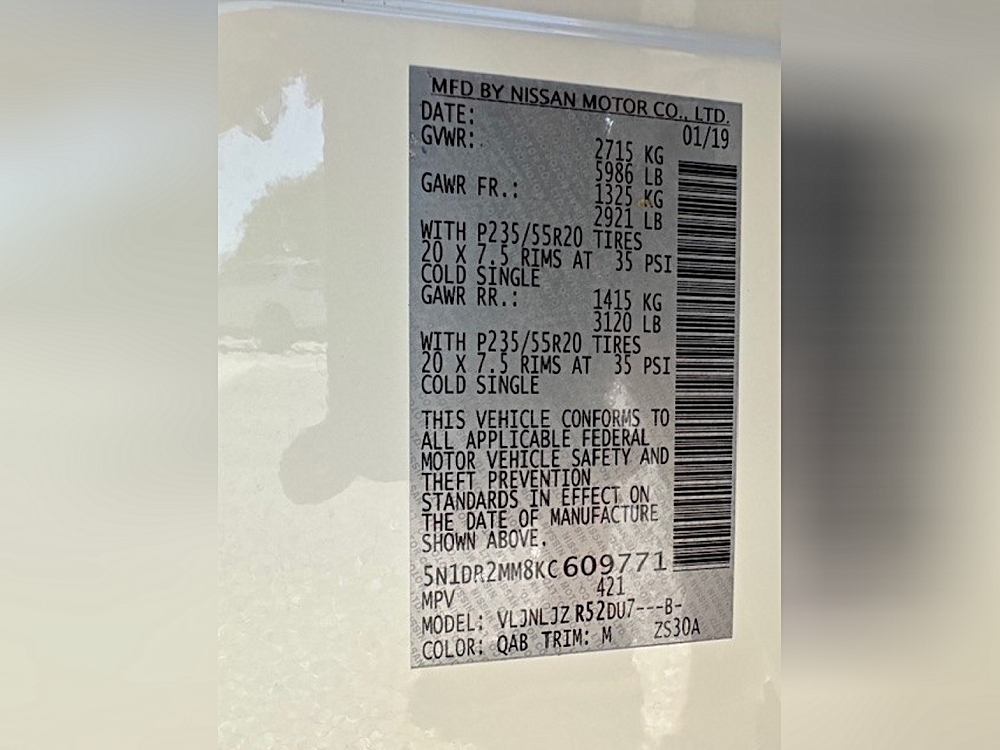 MFD BY NISSAN MOTOR CO., LTD.
DATE: 01/19
GVWR: 2715 KG
5986 LB
GAWR FR.: 1325 KG
2921 LB
WITH P235/55R20 TIRES
20 X 7.5 RIMS AT 35 PSI
COLD SINGLE
GAWR RR.: 1415 KG
3120 LB
WITH P235/55R20 TIRES
20 X 7.5 RIMS AT 35 PSI
COLD SINGLE
THIS VEHICLE CONFORMS TO
ALL APPLICABLE FEDERAL
MOTOR VEHICLE SAFETY AND
THEFT PREVENTION
STANDARDS IN EFFECT ON
THE DATE OF MANUFACTURE
SHOWN ABOVE.
5N1DR2MM8KC609771
MPV 421
MODEL: VLJNLJZ R52DU7---B-
COLOR: QAB TRIM: M ZS30A